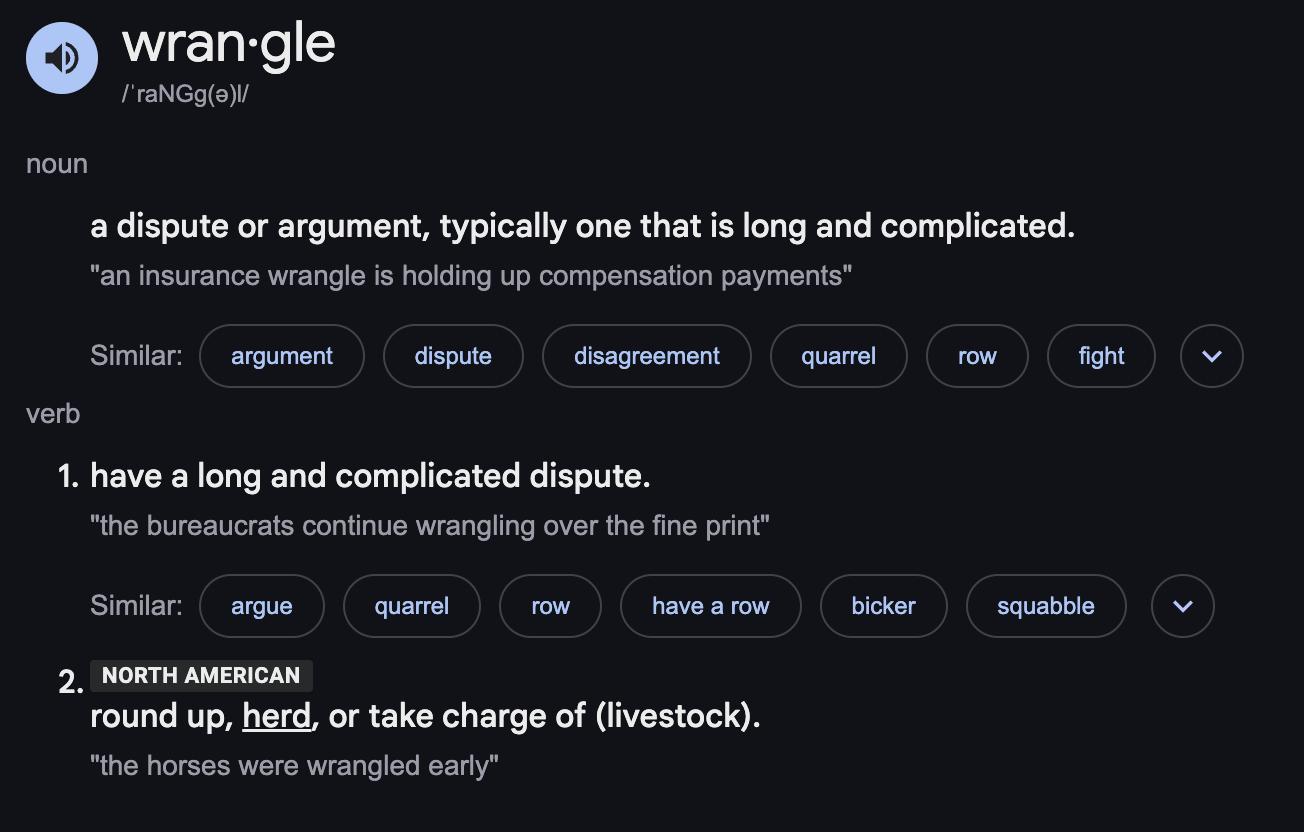 wran·gle
/ˈraNGg(ə)l/
noun
a dispute or argument, typically one that is long and complicated.
"an insurance wrangle is holding up compensation payments"
Similar: argument dispute disagreement quarrel row fight
verb
1. have a long and complicated dispute.
"the bureaucrats continue wrangling over the fine print"
Similar: argue quarrel row have a row bicker squabble
2. NORTH AMERICAN
round up, herd, or take charge of (livestock).
"the horses were wrangled early"